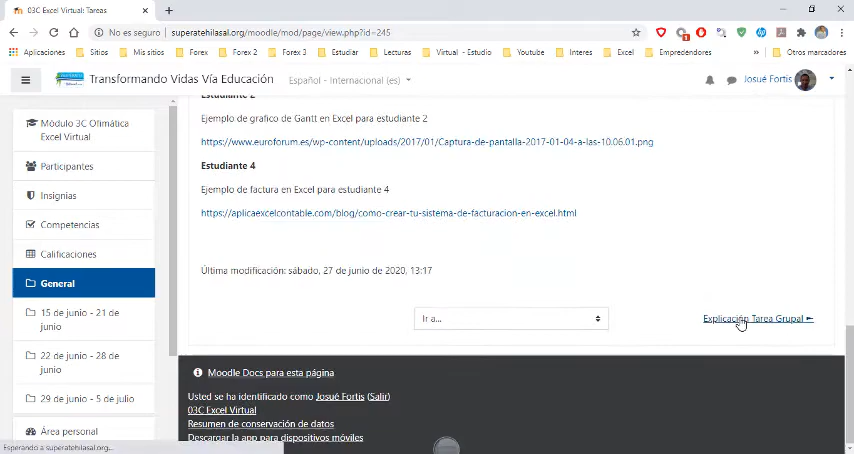 03C Excel Virtual: Tareas
No es seguro | superatehilasal.org/moodle/mod/page/view.php?id=245
Aplicaciones Sitios Mis sitios Forex Forex 2 Forex 3 Estudiar Lecturas Virtual - Estudio Youtube Interes Excel Emprendedores » Otros marcadores
Transformando Vidas Vía Educación Español - Internacional (es) Josué Fortis
Módulo 3C Ofimática
Excel Virtual
Participantes
Insignias
Competencias
Calificaciones
General
15 de junio - 21 de
junio
22 de junio - 28 de
junio
29 de junio - 5 de julio
Área personal
Estudiante 2
Ejemplo de grafico de Gantt en Excel para estudiante 2
https://www.euroforum.es/wp-content/uploads/2017/01/Captura-de-pantalla-2017-01-04-a-las-10.06.01.png
Estudiante 4
Ejemplo de factura en Excel para estudiante 4
https://aplicaexcelcontable.com/blog/como-crear-tu-sistema-de-facturacion-en-excel.html
Última modificación: sábado, 27 de junio de 2020, 13:17
Ir a...
Explicación Tarea Grupal ►
Moodle Docs para esta página
Usted se ha identificado como Josué Fortis (Salir)
03C Excel Virtual
Resumen de conservación de datos
Descargar la app para dispositivos móviles
Esperando a superatehilasal.org...